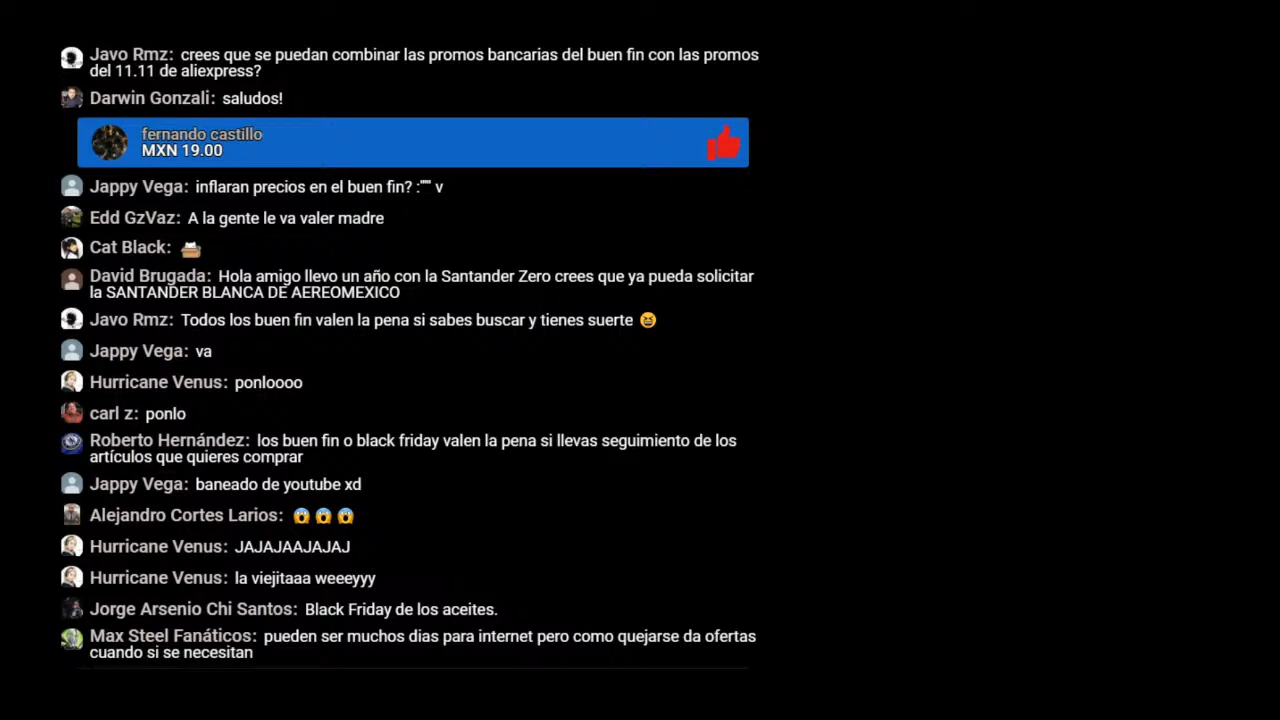 Javo Rmz: crees que se puedan combinar las promos bancarias del buen fin con las promos
del 11.11 de aliexpress?
Darwin Gonzali: saludos!
fernando castillo
MXN 19.00
Jappy Vega: inflaran precios en el buen fin? :"" v
Edd GzVaz: A la gente le va valer madre
Cat Black:
David Brugada: Hola amigo llevo un año con la Santander Zero crees que ya pueda solicitar
la SANTANDER BLANCA DE AEREOMEXICO
Javo Rmz: Todos los buen fin valen la pena si sabes buscar y tienes suerte 😆
Jappy Vega: va
Hurricane Venus: ponloooo
carl z: ponlo
Roberto Hernández: los buen fin o black friday valen la pena si llevas seguimiento de los
artículos que quieres comprar
Jappy Vega: baneado de youtube xd
Alejandro Cortes Larios: 😱😱😱
Hurricane Venus: JAJAJAAJAJAJ
Hurricane Venus: la viejitaaa weeeyyy
Jorge Arsenio Chi Santos: Black Friday de los aceites.
Max Steel Fanáticos: pueden ser muchos dias para internet pero como quejarse da ofertas
cuando si se necesitan